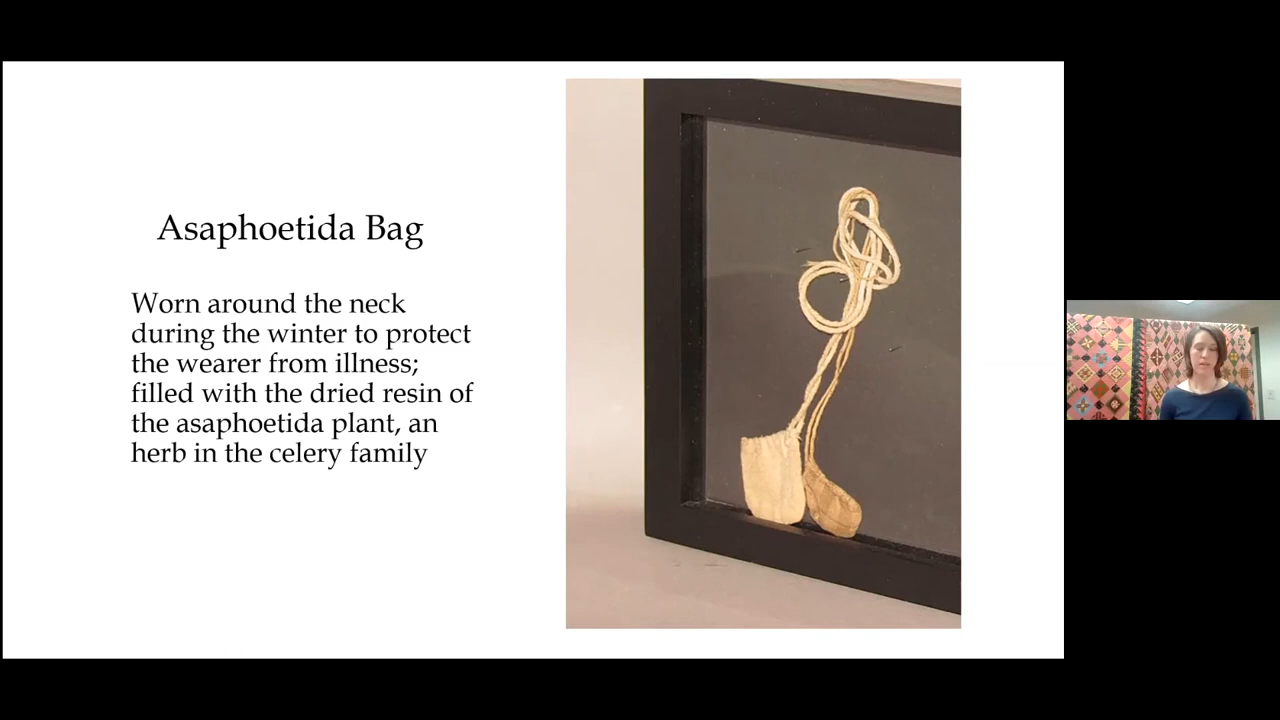 Asaphoetida Bag
Worn around the neck
during the winter to protect
the wearer from illness;
filled with the dried resin of
the asaphoetida plant, an
herb in the celery family